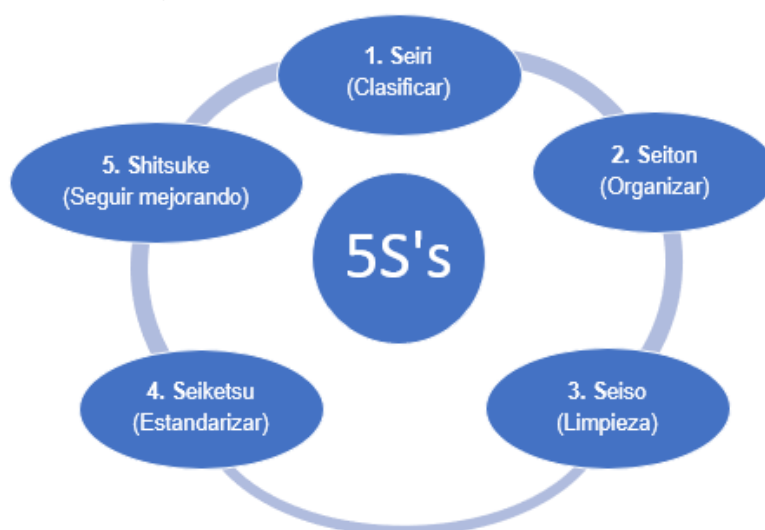 1. Seiri
(Clasificar)
2. Seiton
(Organizar)
5. Shitsuke
(Seguir mejorando)
5S's
4. Seiketsu
(Estandarizar)
3. Seiso
(Limpieza)